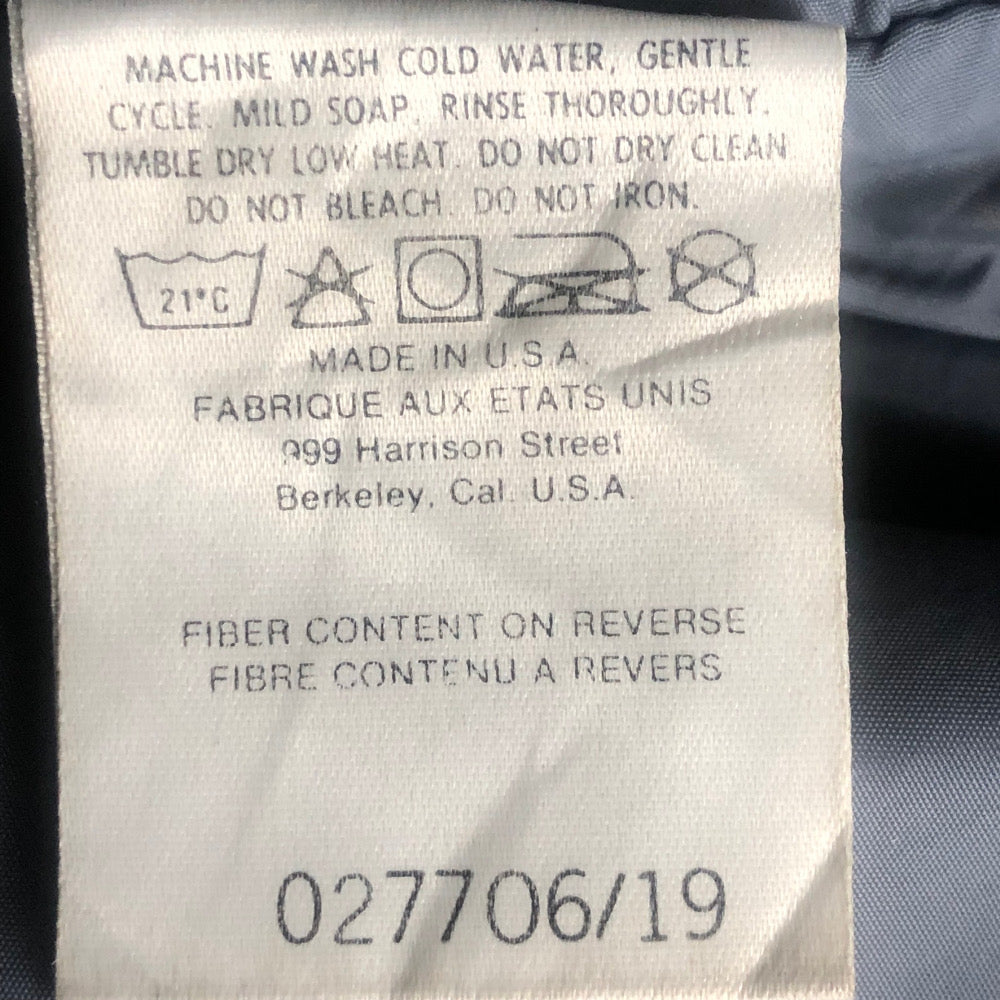 MACHINE WASH COLD WATER, GENTLE
CYCLE. MILD SOAP. RINSE THOROUGHLY.
TUMBLE DRY LOW HEAT. DO NOT DRY CLEAN
DO NOT BLEACH. DO NOT IRON.
21°C
MADE IN U.S.A.
FABRIQUE AUX ETATS UNIS
999 Harrison Street
Berkeley, Cal. U.S.A.
FIBER CONTENT ON REVERSE
FIBRE CONTENU A REVERS
027706/19